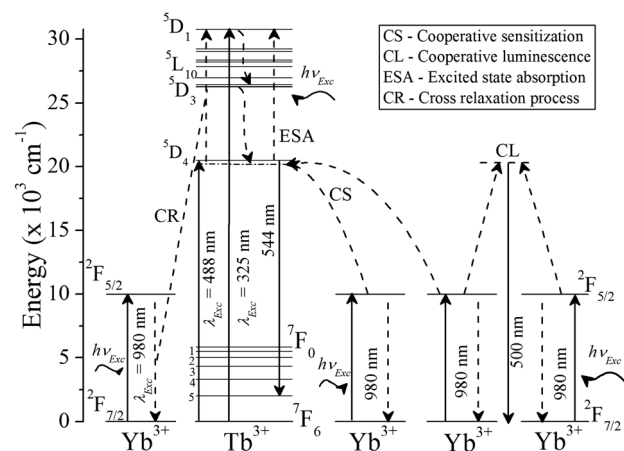 CS - Cooperative sensitization
CL - Cooperative luminescence
ESA - Excited state absorption
CR - Cross relaxation process
Energy (x 10³ cm⁻¹)
30
25
20
15
10
5
0
⁵D₁
⁵L₁₀
⁵D₃
⁵D₄
hν_Exc
ESA
CL
CS
CR
²F₅/₂
²F₇/₂
hν_Exc
λ_Exc = 980 nm
λ_Exc = 488 nm
λ_Exc = 325 nm
544 nm
⁷F₀
1
2
3
4
5
⁷F₆
hν_Exc
980 nm
980 nm
500 nm
980 nm
hν_Exc
²F₅/₂
²F₇/₂
Yb³⁺
Tb³⁺
Yb³⁺
Yb³⁺
Yb³⁺